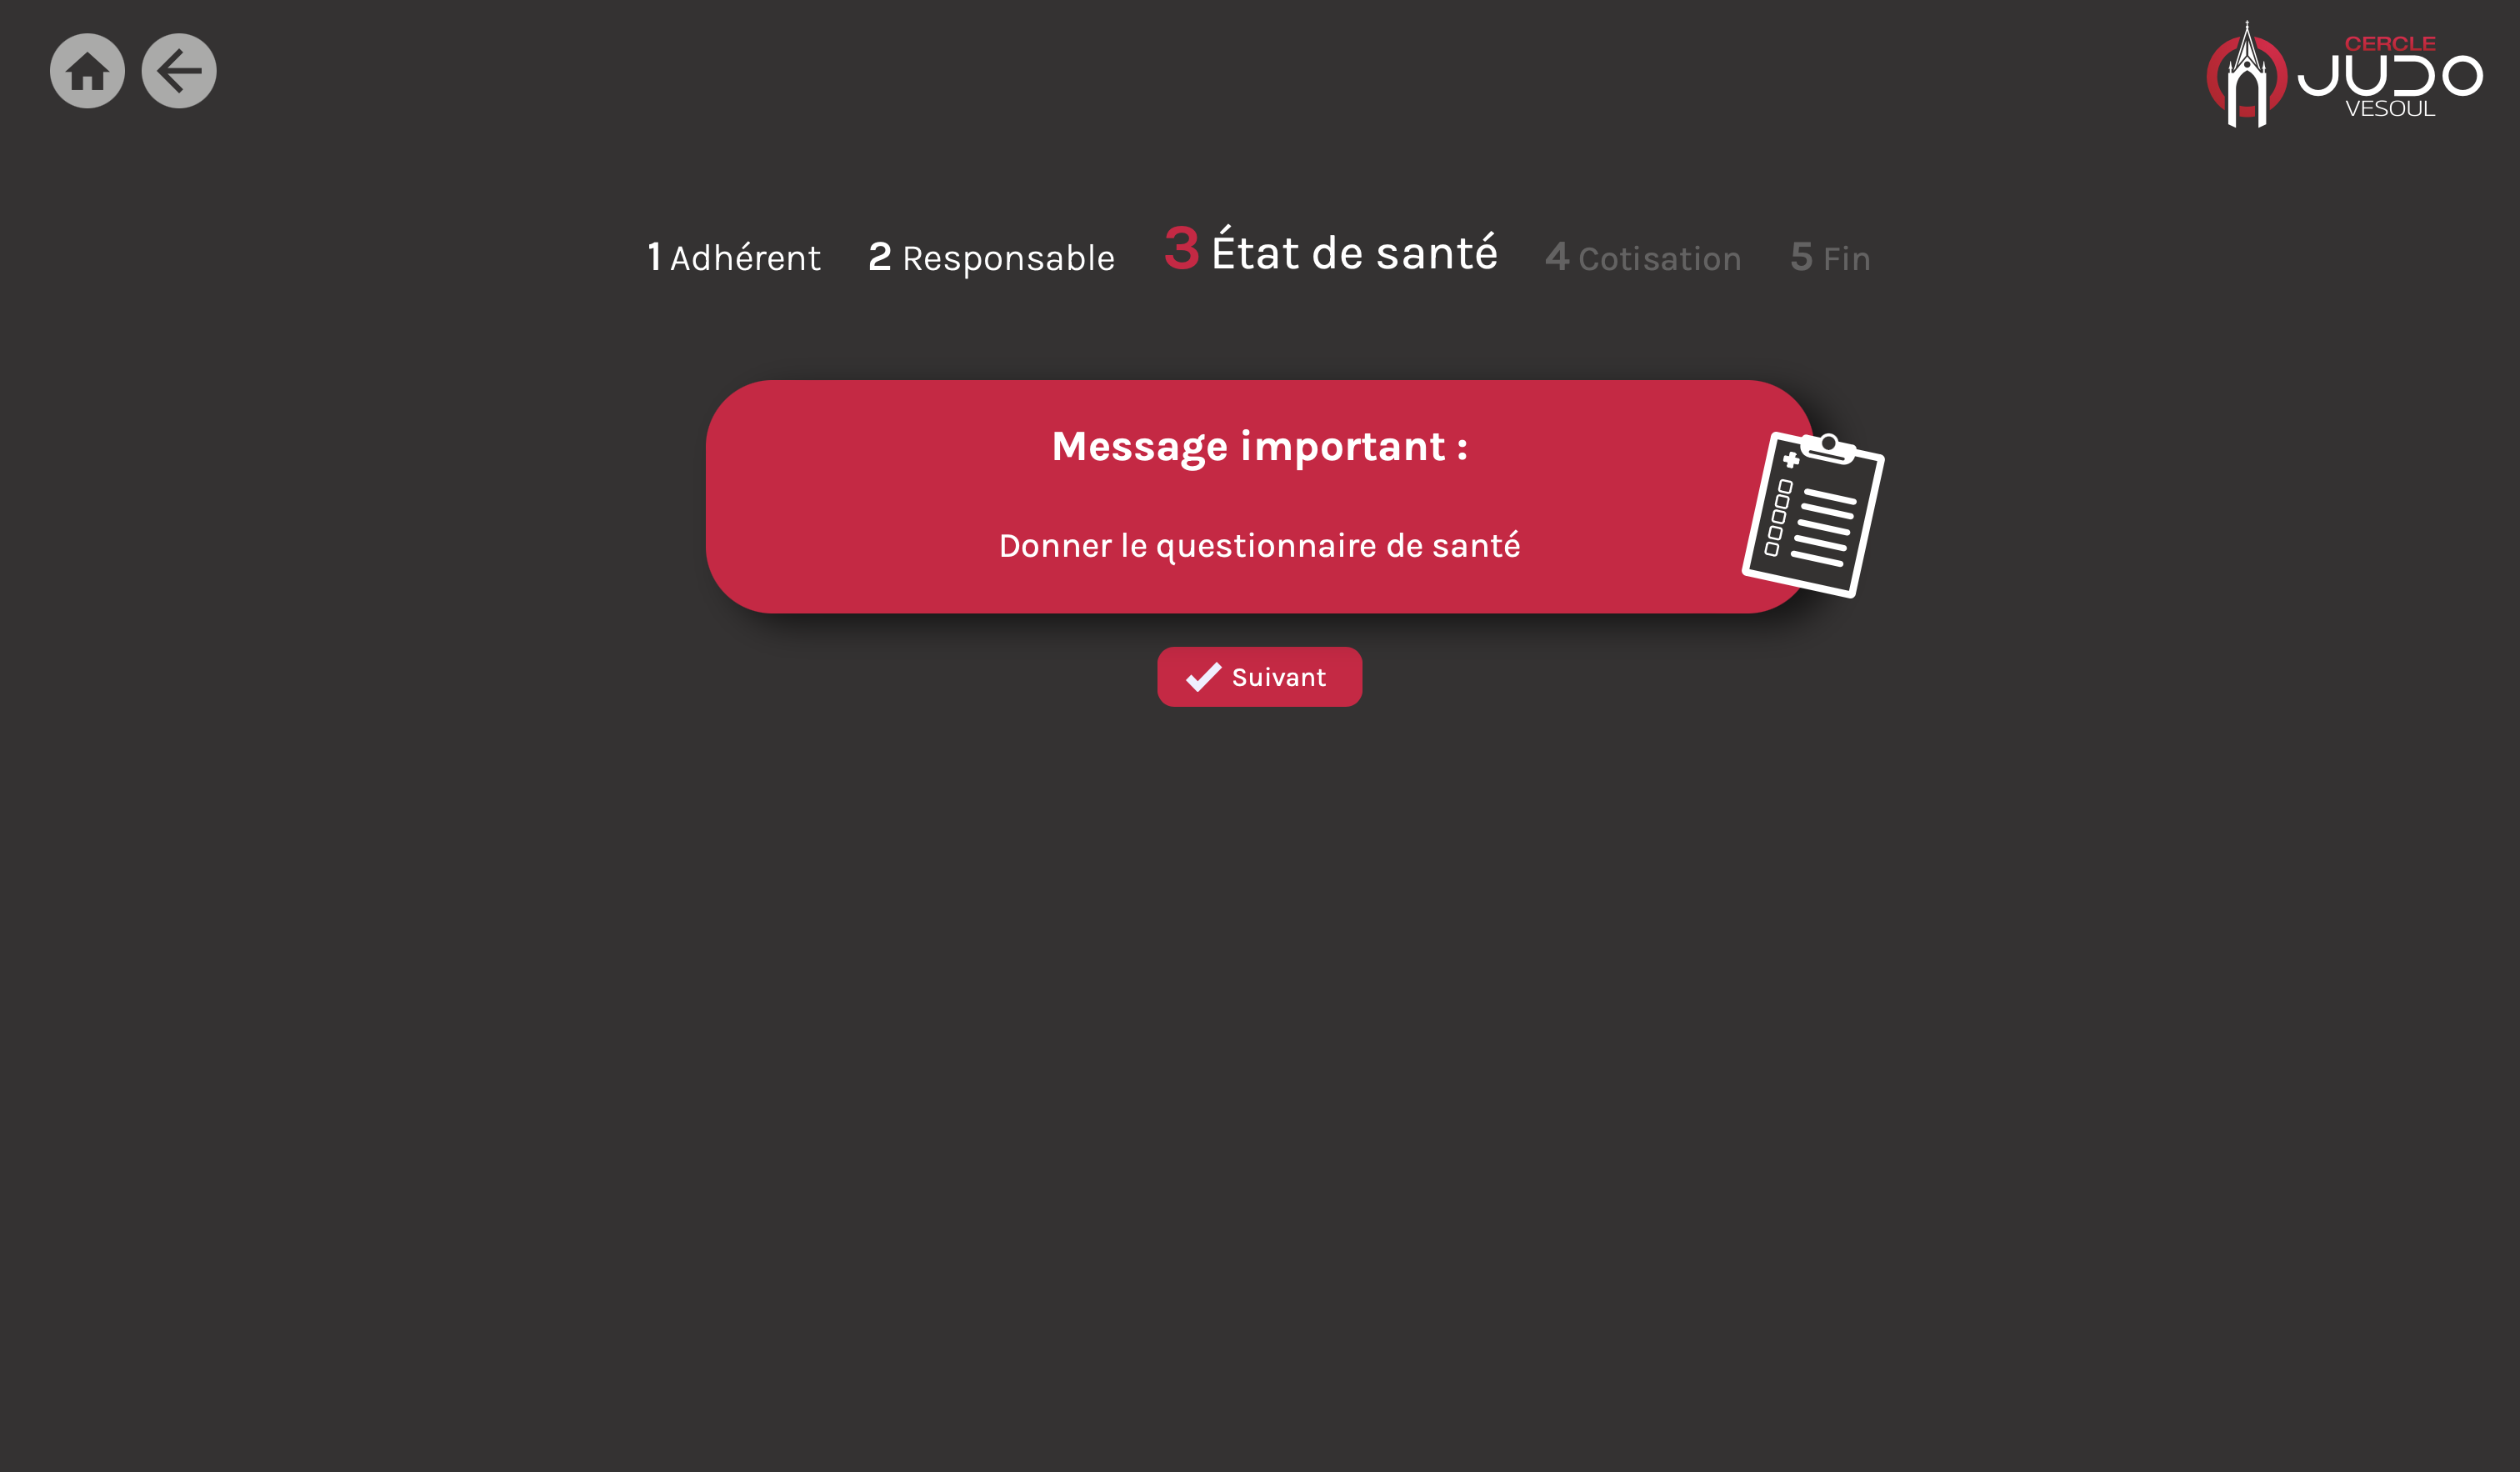 CERCLE
JUDO
VESOUL
1 Adhérent 2 Responsable 3 État de santé 4 Cotisation 5 Fin
Message important :
Donner le questionnaire de santé
Suivant